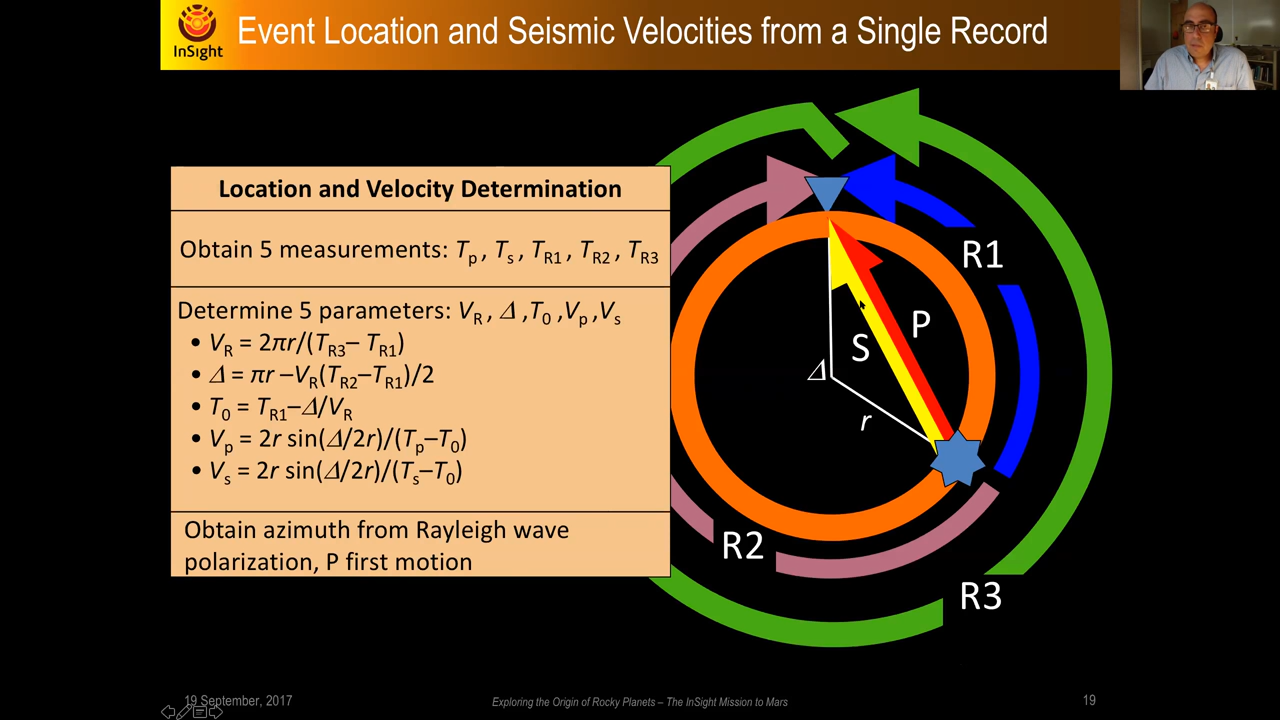 InSight
Event Location and Seismic Velocities from a Single Record
Location and Velocity Determination
Obtain 5 measurements: Tp, Ts, TR1, TR2, TR3
Determine 5 parameters: VR, Δ, T0, Vp, Vs
• VR = 2πr/(TR3– TR1)
• Δ = πr –VR(TR2–TR1)/2
• T0 = TR1–Δ/VR
• Vp = 2r sin(Δ/2r)/(Tp–T0)
• Vs = 2r sin(Δ/2r)/(Ts–T0)
Obtain azimuth from Rayleigh wave
polarization, P first motion
R1
P
S
Δ
r
R2
R3
19 September, 2017
Exploring the Origin of Rocky Planets – The InSight Mission to Mars
19